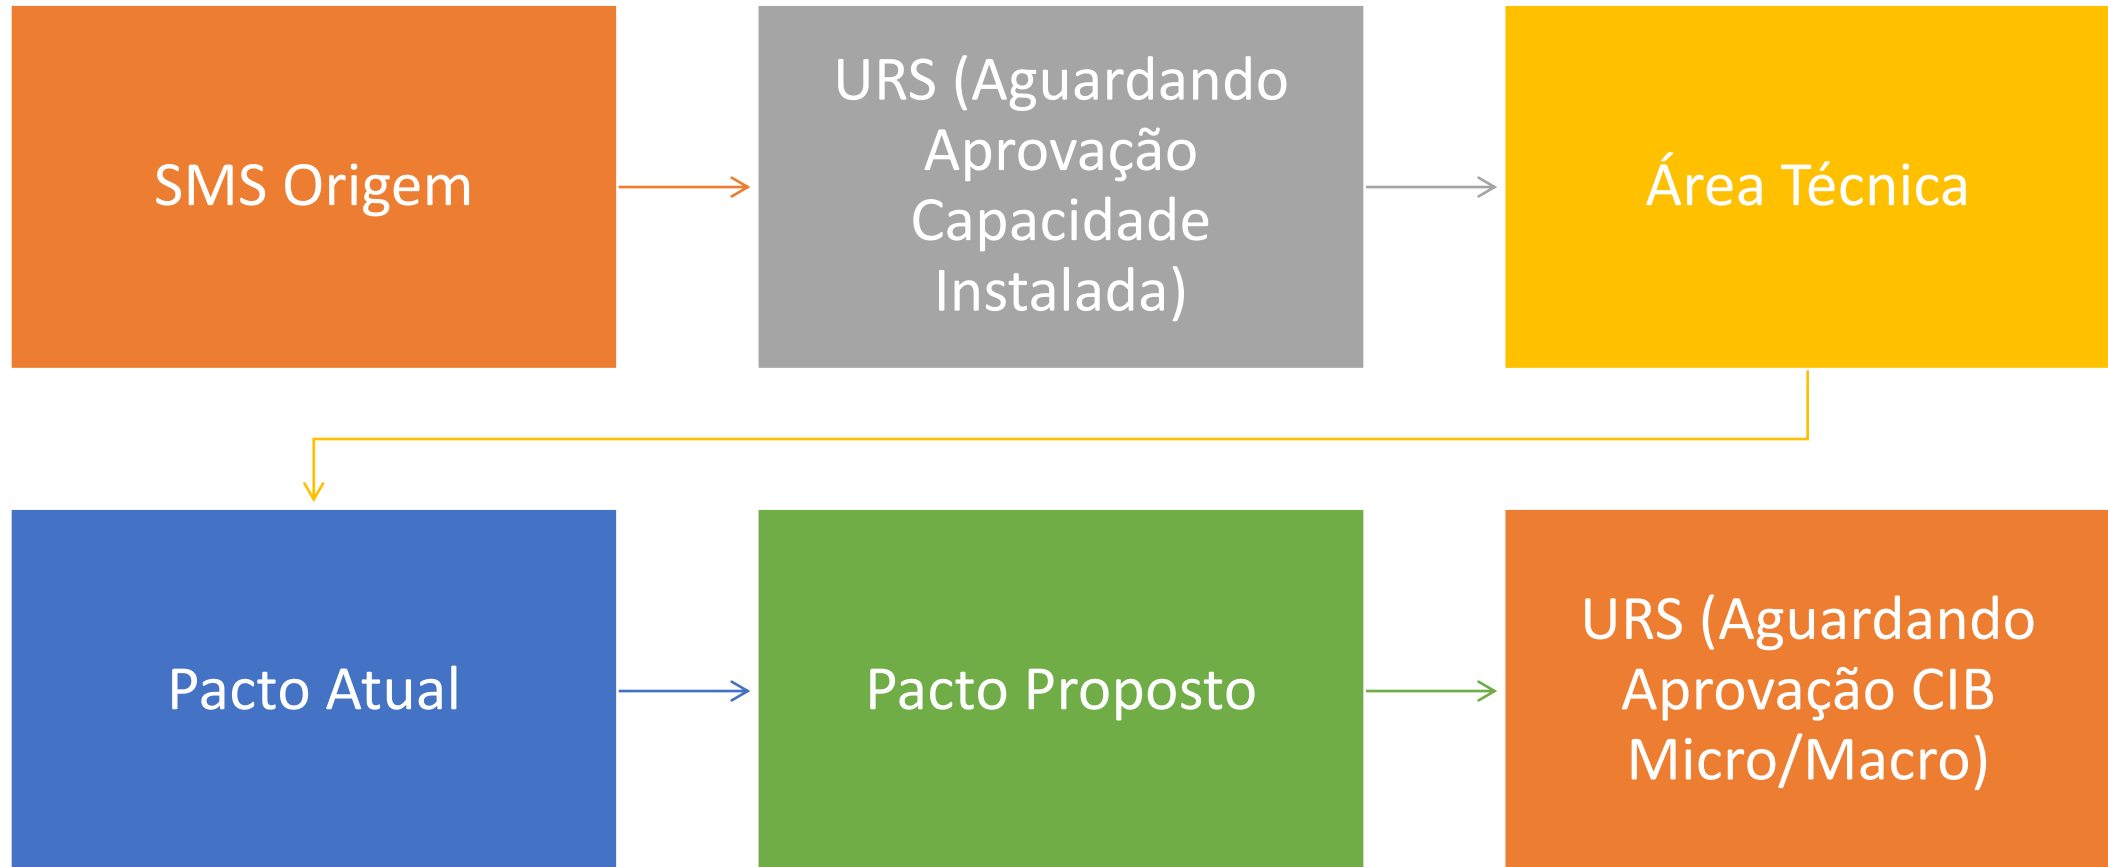 SMS Origem
URS (Aguardando
Aprovação
Capacidade
Instalada)
Área Técnica
Pacto Atual
Pacto Proposto
URS (Aguardando
Aprovação CIB
Micro/Macro)